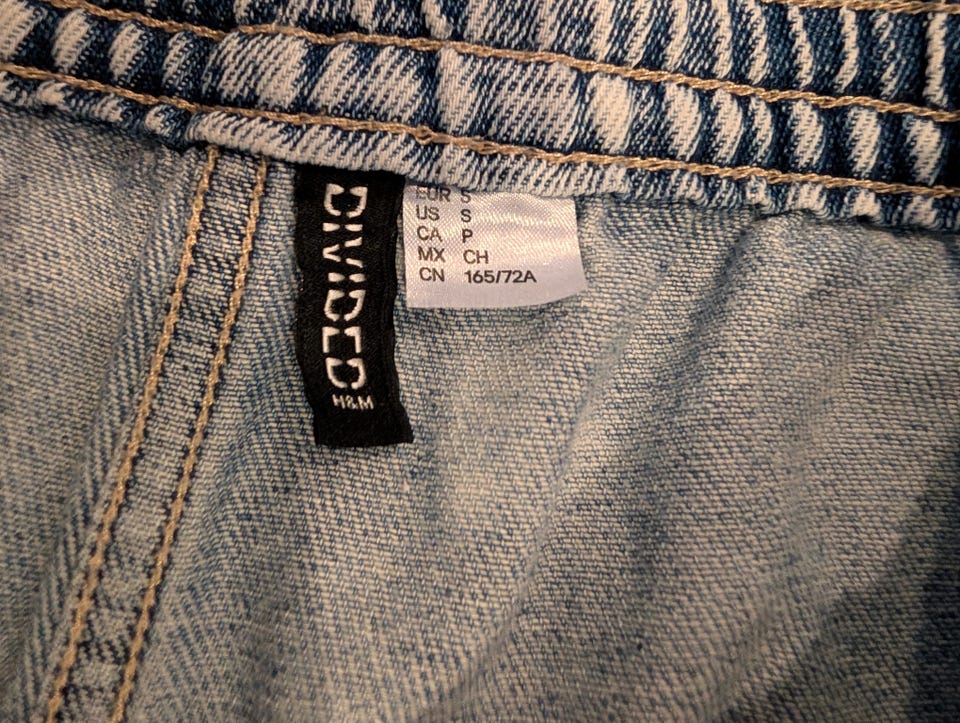 DIVIDED
H&M
EUR S
US S
CA P
MX CH
CN 165/72A